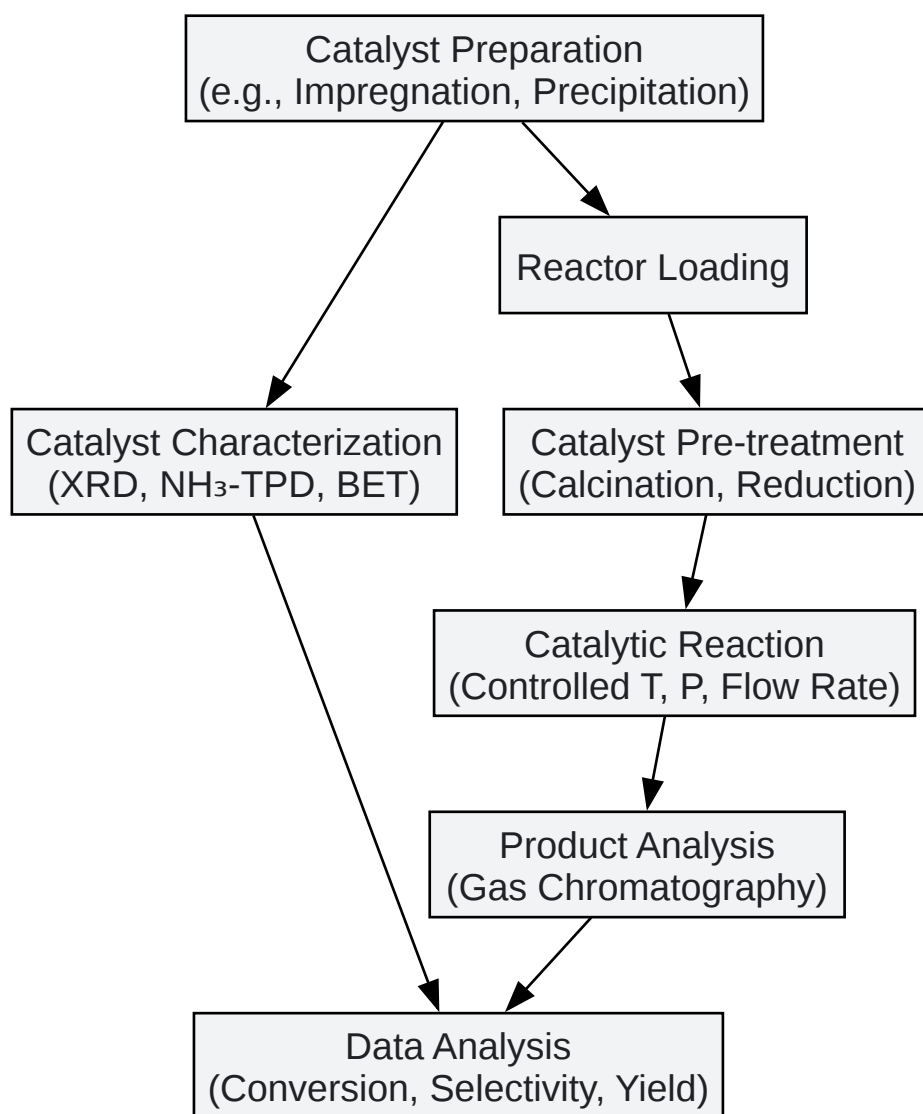 Catalyst Preparation
(e.g., Impregnation, Precipitation)
Reactor Loading
Catalyst Characterization
(XRD, NH₃-TPD, BET)
Catalyst Pre-treatment
(Calcination, Reduction)
Catalytic Reaction
(Controlled T, P, Flow Rate)
Product Analysis
(Gas Chromatography)
Data Analysis
(Conversion, Selectivity, Yield)